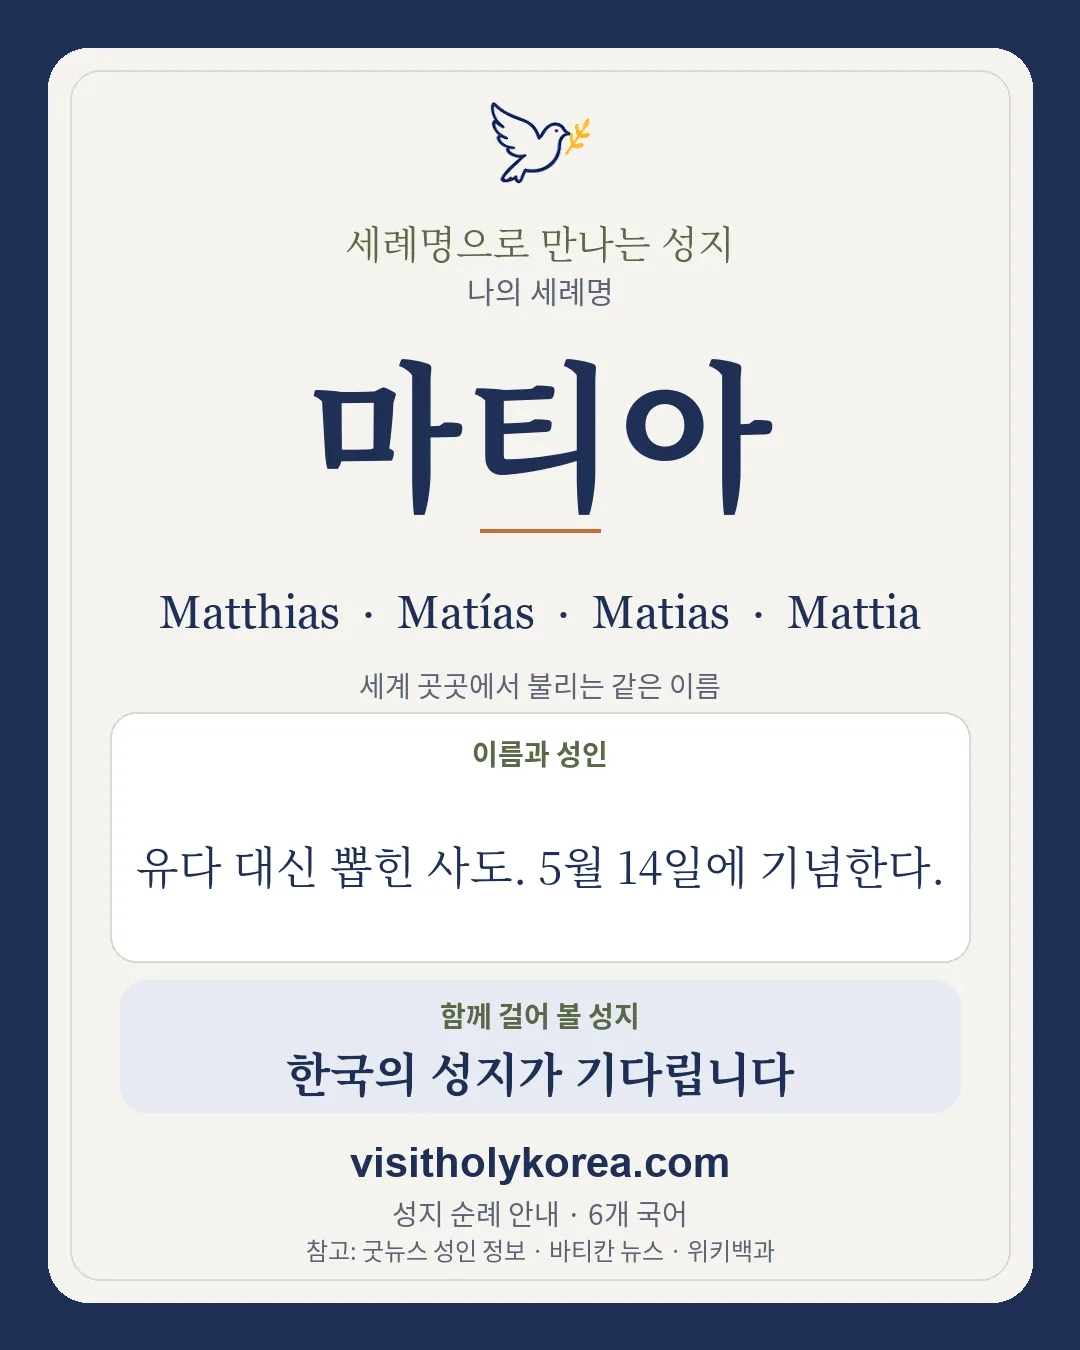 세례명으로 만나는 성지
나의 세례명
마티아
Matthias · Matías · Matias · Mattia
세계 곳곳에서 불리는 같은 이름
이름과 성인
유다 대신 뽑힌 사도. 5월 14일에 기념한다.
함께 걸어 볼 성지
한국의 성지가 기다립니다
visitholykorea.com
성지 순례 안내 · 6개 국어
참고: 굿뉴스 성인 정보 · 바티칸 뉴스 · 위키백과